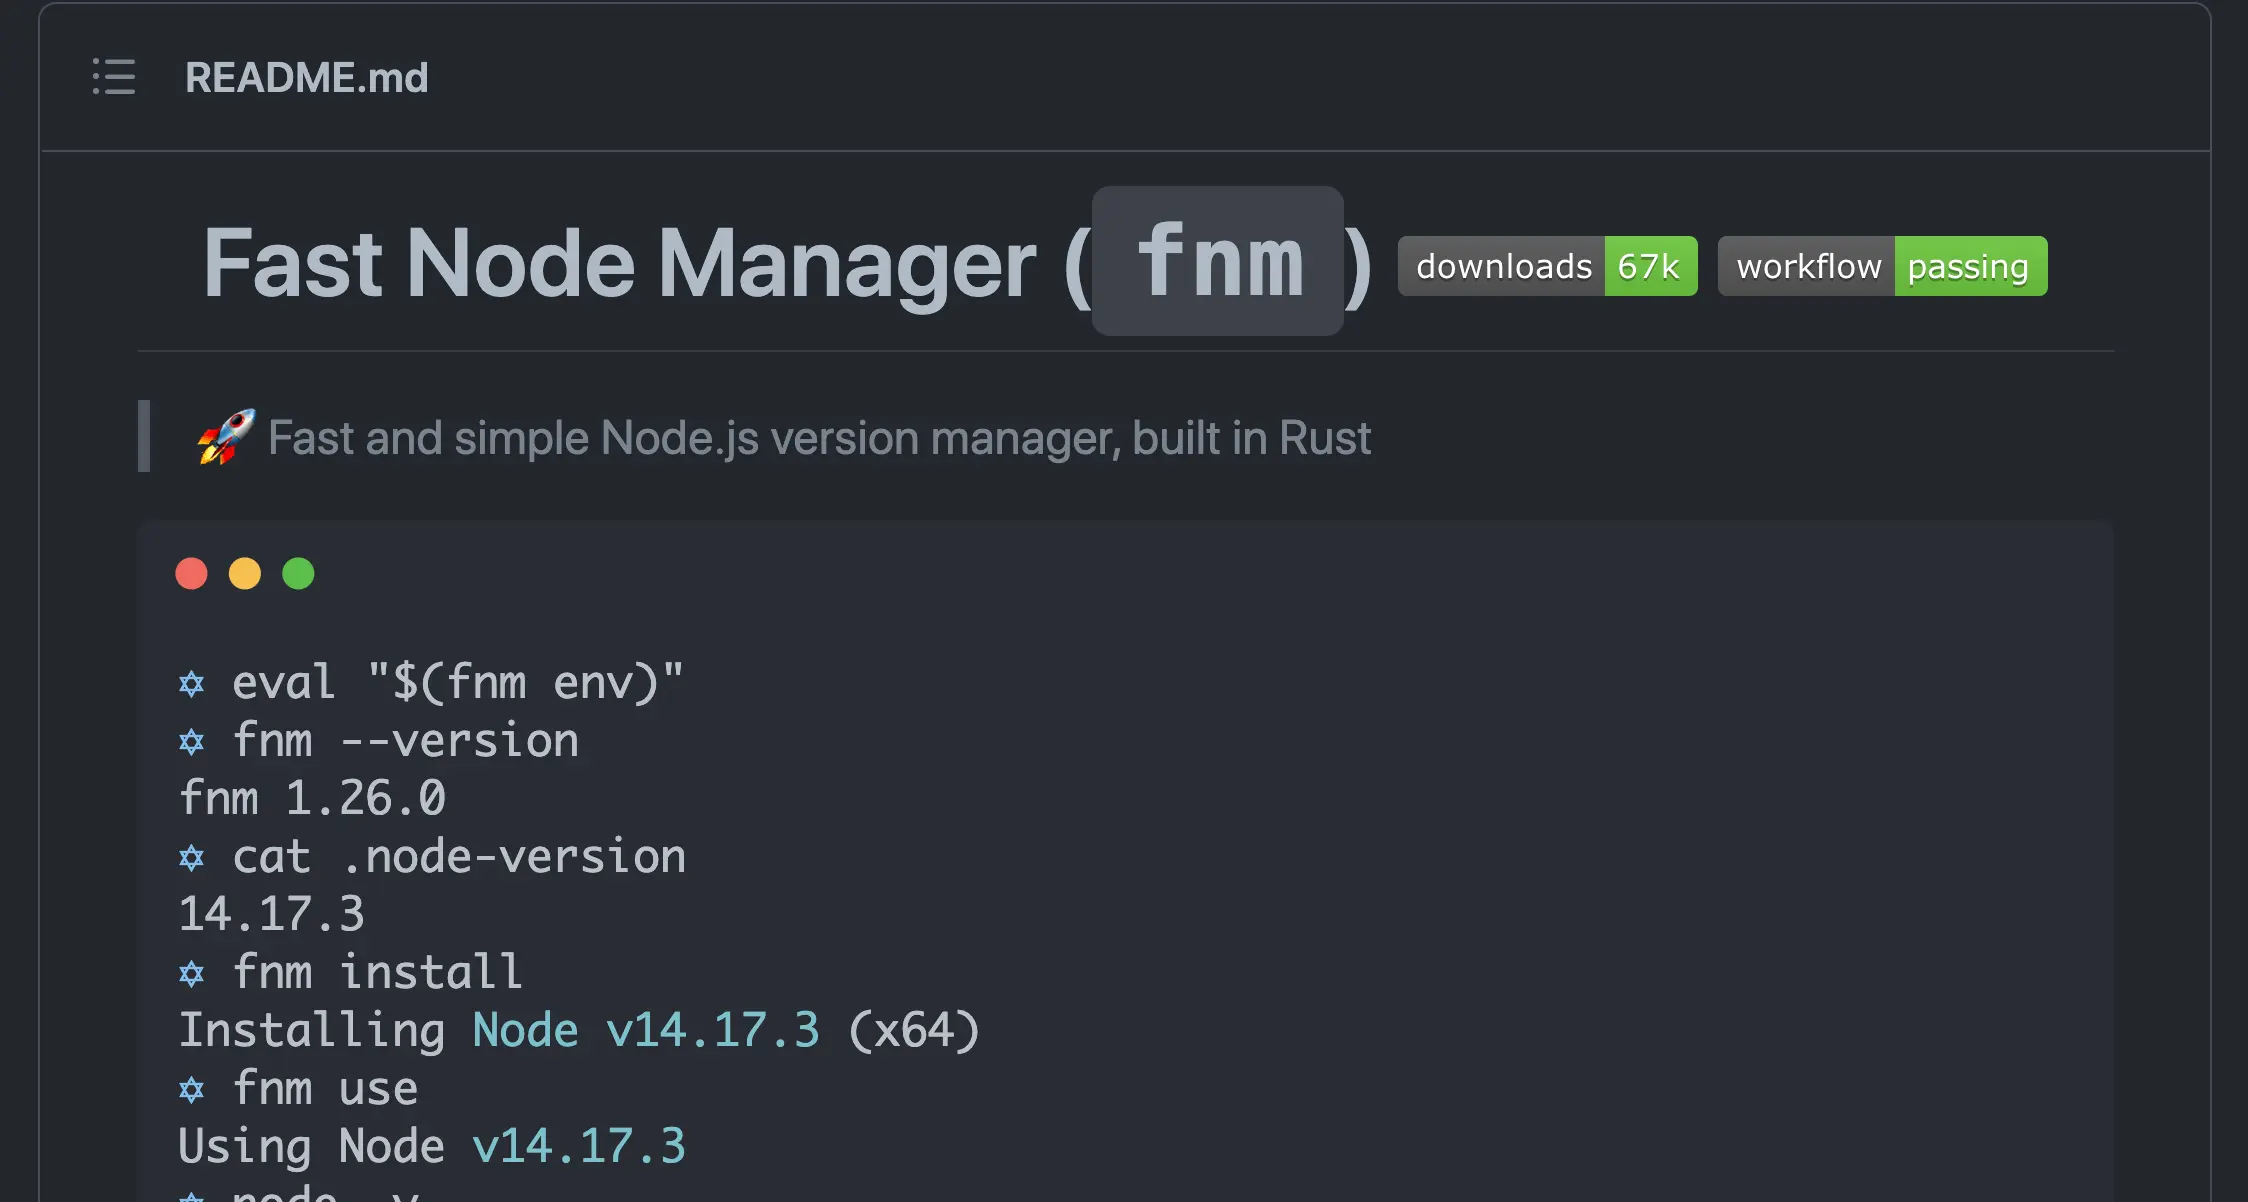 README.md
Fast Node Manager ( fnm ) downloads 67k workflow passing
🚀 Fast and simple Node.js version manager, built in Rust
✡ eval "$(fnm env)"
✡ fnm --version
fnm 1.26.0
✡ cat .node-version
14.17.3
✡ fnm install
Installing Node v14.17.3 (x64)
✡ fnm use
Using Node v14.17.3